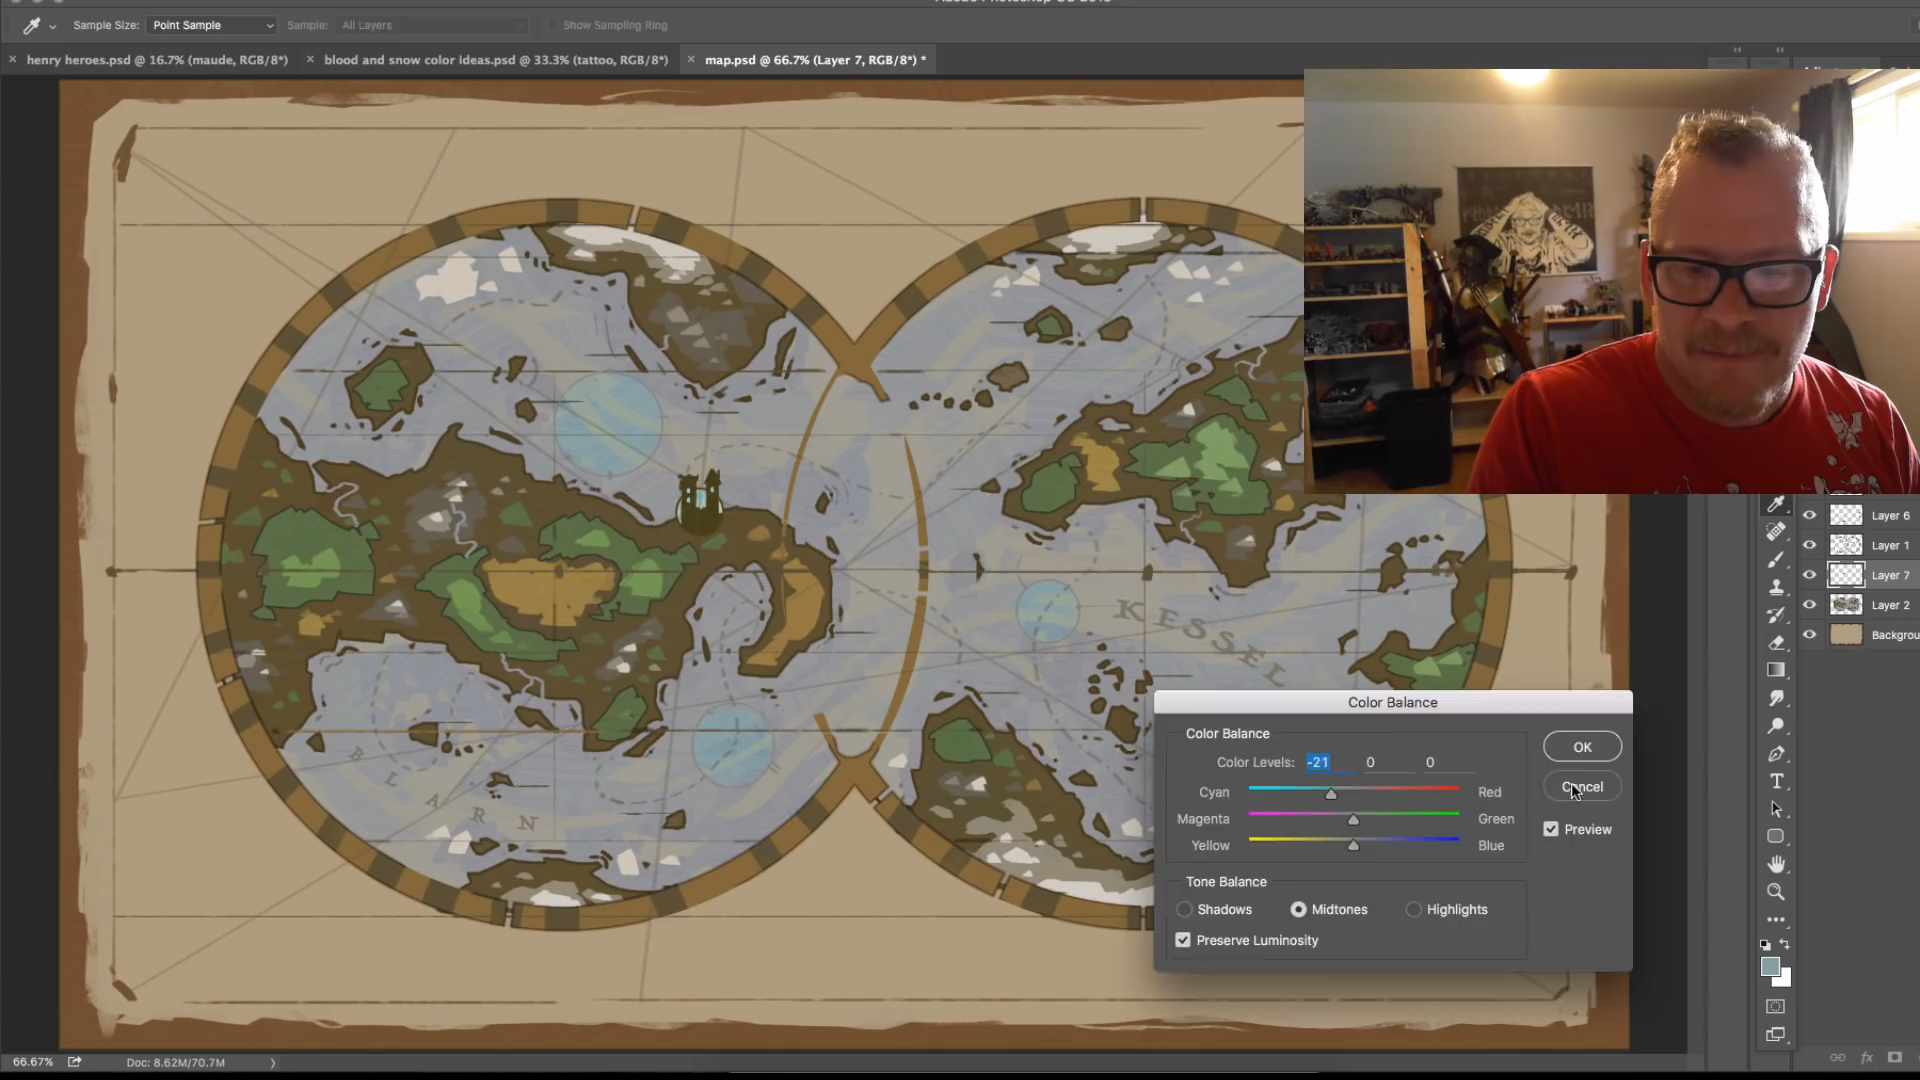 Sample Size: Point Sample Sample: All Layers Show Sampling Ring
henry heroes.psd @ 16.7% (maude, RGB/8*)
blood and snow color ideas.psd @ 33.3% (tattoo, RGB/8*)
map.psd @ 66.7% (Layer 7, RGB/8*) *
Layer 6
Layer 1
Layer 7
Layer 2
Backgrou
KESSEL
BLARN
Color Balance
Color Balance
Color Levels: -21 0 0
Cyan Red
Magenta Green
Yellow Blue
OK
Cancel
Preview
Tone Balance
Shadows Midtones Highlights
Preserve Luminosity
66.67% Doc: 8.62M/70.7M